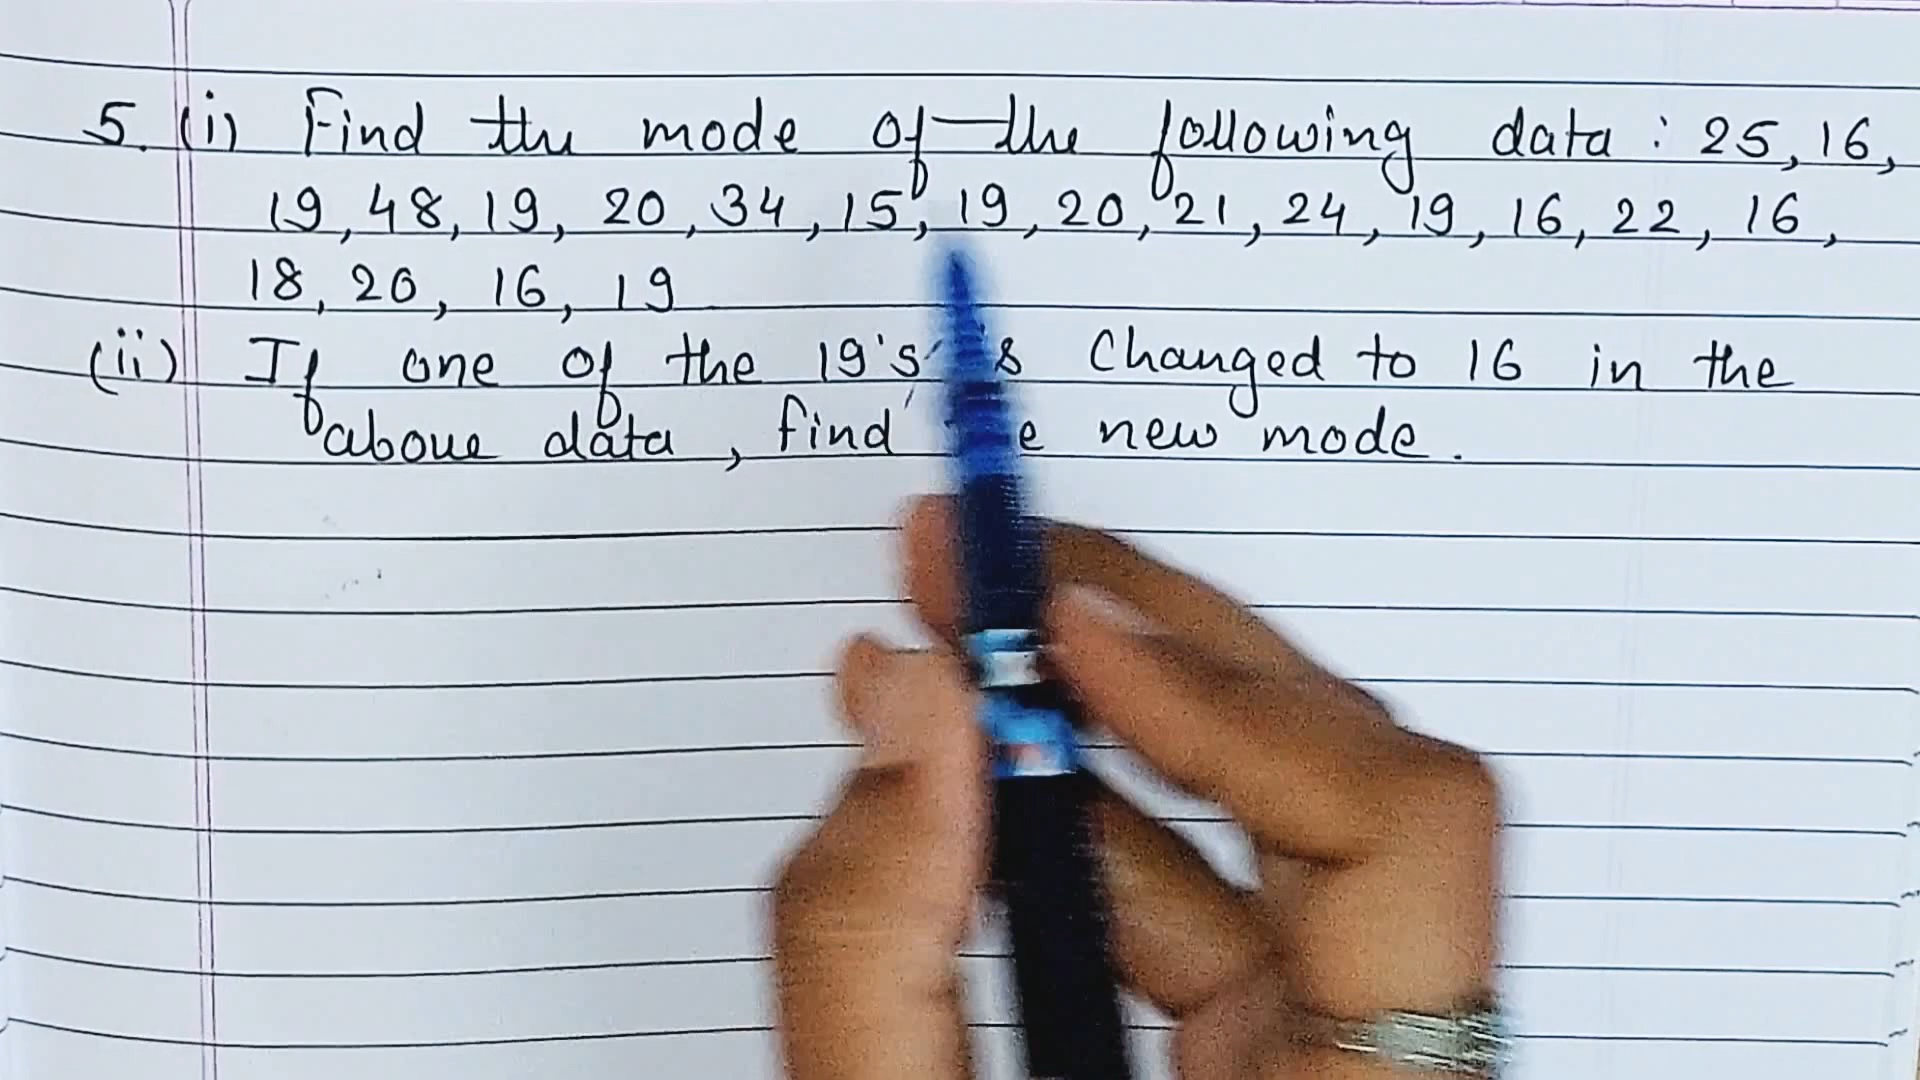 5. (i) Find the mode of the following data : 25, 16,
19, 48, 19, 20, 34, 15, 19, 20, 21, 24, 19, 16, 22, 16,
18, 20, 16, 19
(ii) If one of the 19's changed to 16 in the
above data, find new mode.